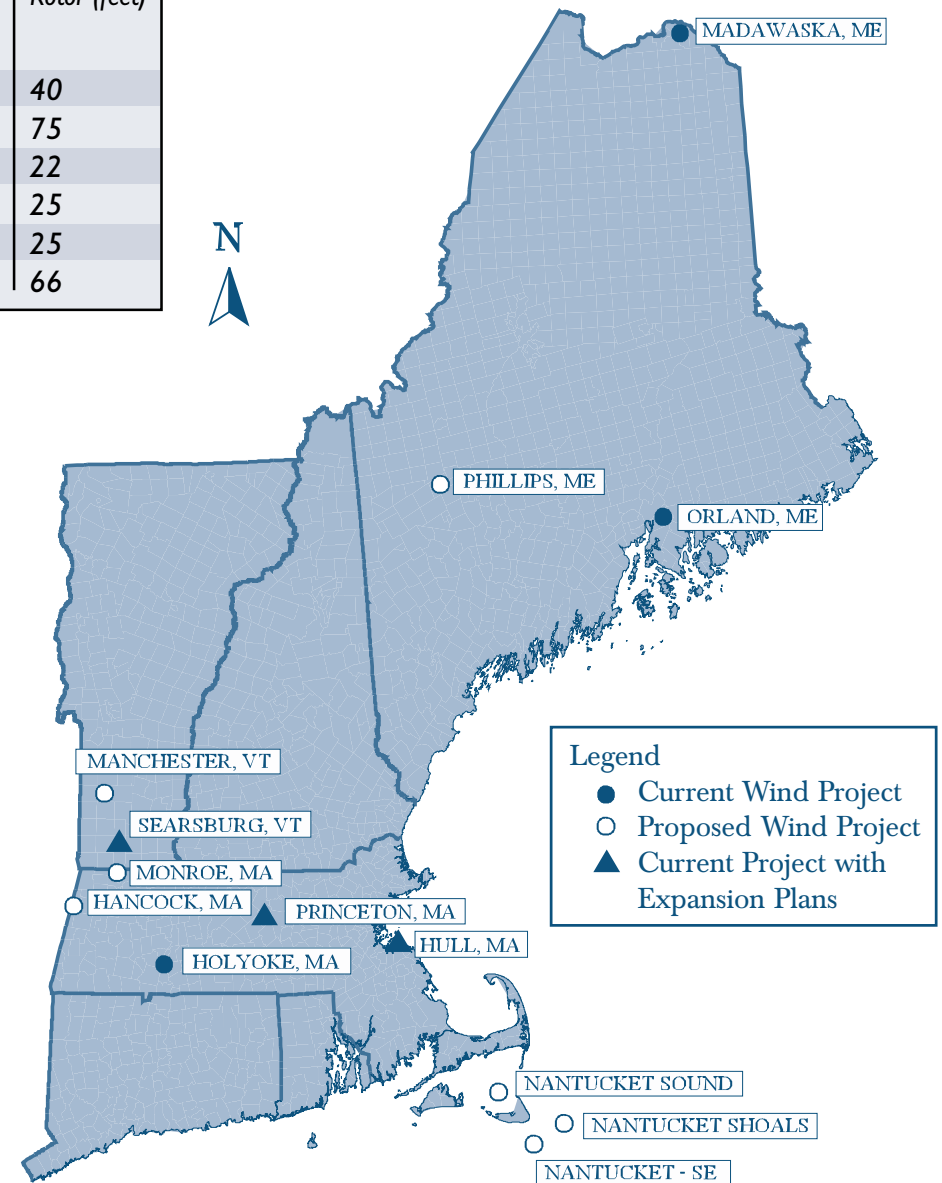 Rotor (feet)
40
75
22
25
25
66
N
MADAWASKA, ME
PHILLIPS, ME
ORLAND, ME
MANCHESTER, VT
SEARSBURG, VT
MONROE, MA
HANCOCK, MA
PRINCETON, MA
HULL, MA
HOLYOKE, MA
Legend
Current Wind Project
Proposed Wind Project
Current Project with
Expansion Plans
NANTUCKET SOUND
NANTUCKET SHOALS
NANTUCKET - SE